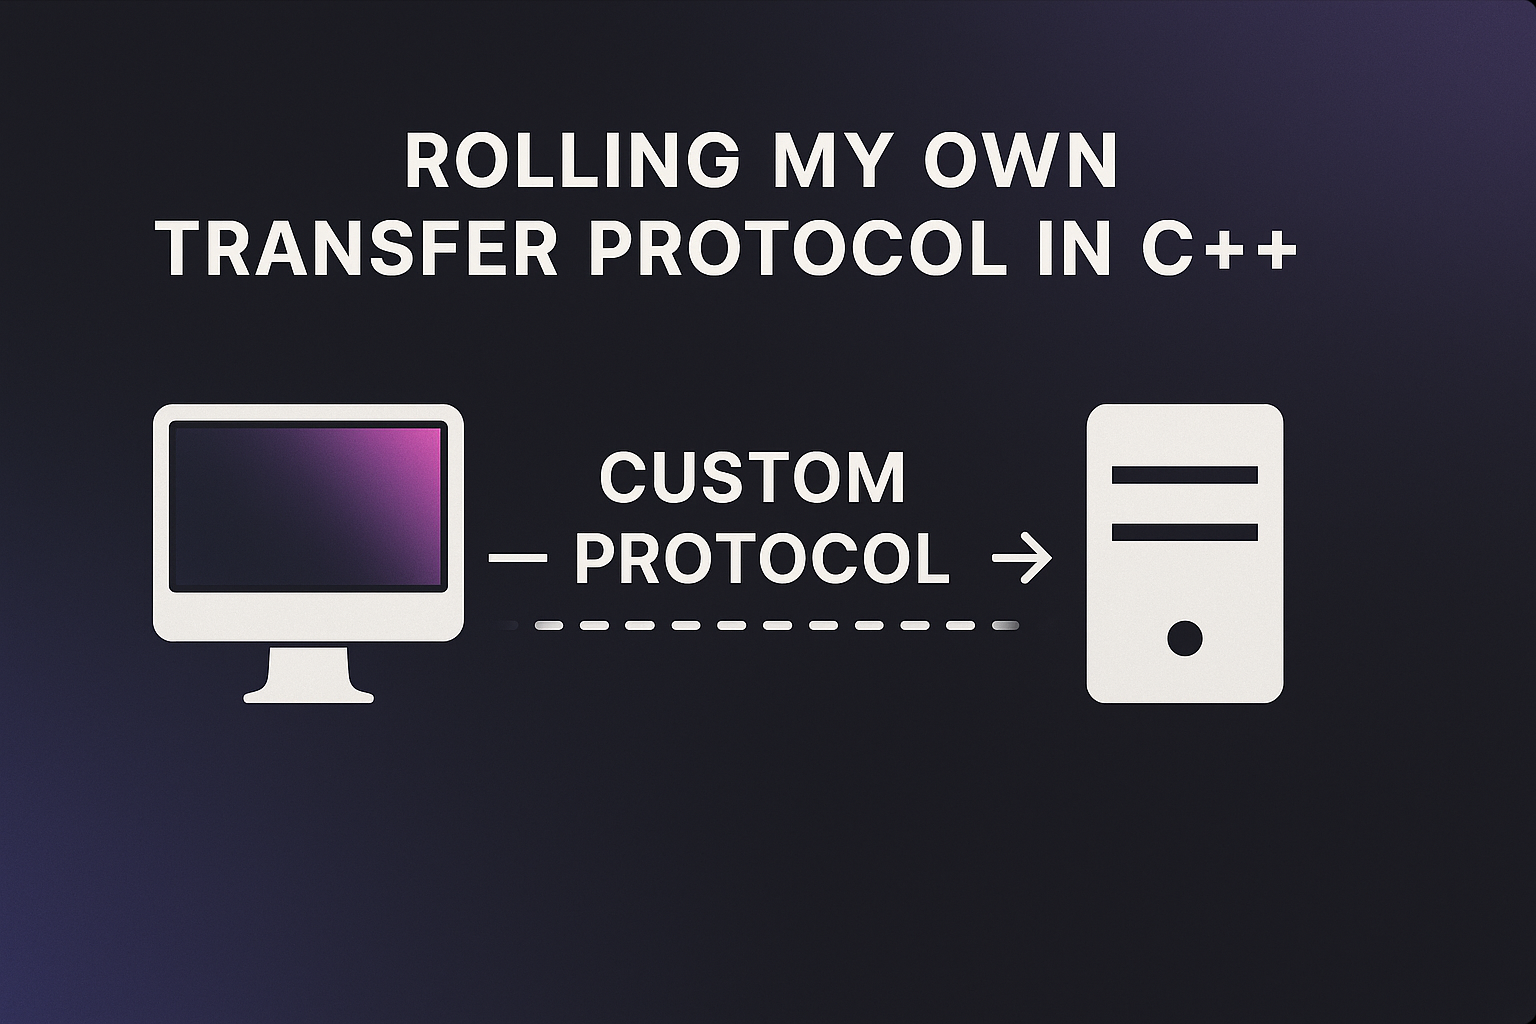 ROLLING MY OWN
TRANSFER PROTOCOL IN C++
CUSTOM
PROTOCOL